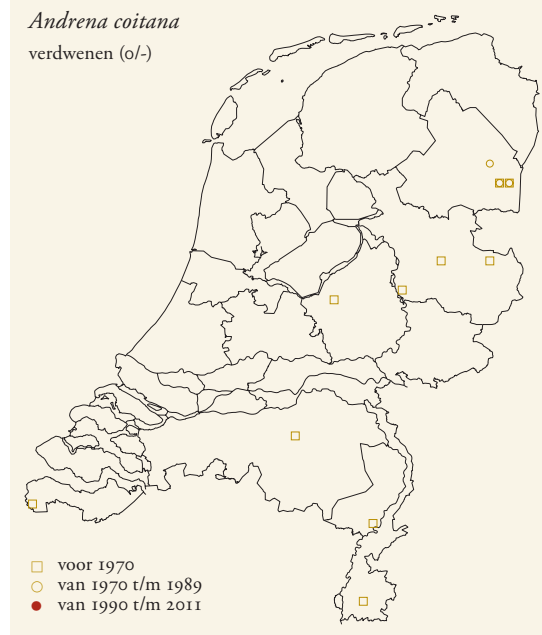 Andrena coitana
verdwenen (0/-)
voor 1970
van 1970 t/m 1989
van 1990 t/m 2011